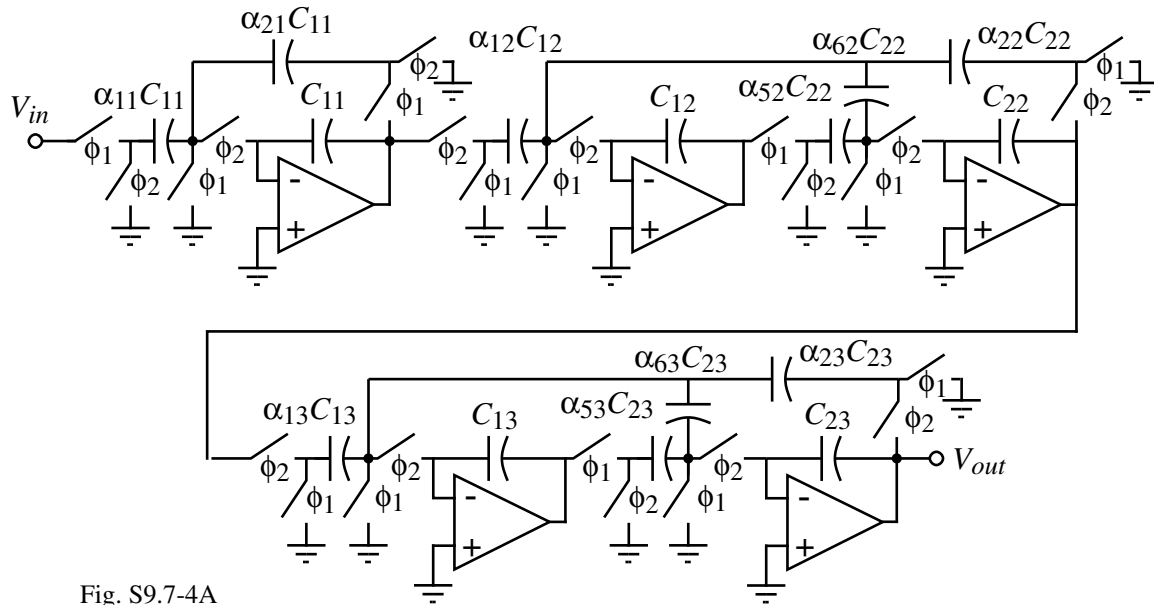 α21C11
α12C12
α62C22
α22C22
ϕ2
ϕ1
Vin
α11C11
C11
ϕ1
C12
α52C22
C22
ϕ2
ϕ1
ϕ2
ϕ2
ϕ2
ϕ1
ϕ2
ϕ2
ϕ1
ϕ1
ϕ1
ϕ2
ϕ1
-
-
-
+
+
+
α63C23
α23C23
ϕ1
α13C13
C13
α53C23
C23
ϕ2
ϕ2
ϕ2
ϕ1
ϕ2
Vout
ϕ1
ϕ1
ϕ2
ϕ1
-
-
+
+
Fig. S9.7-4A